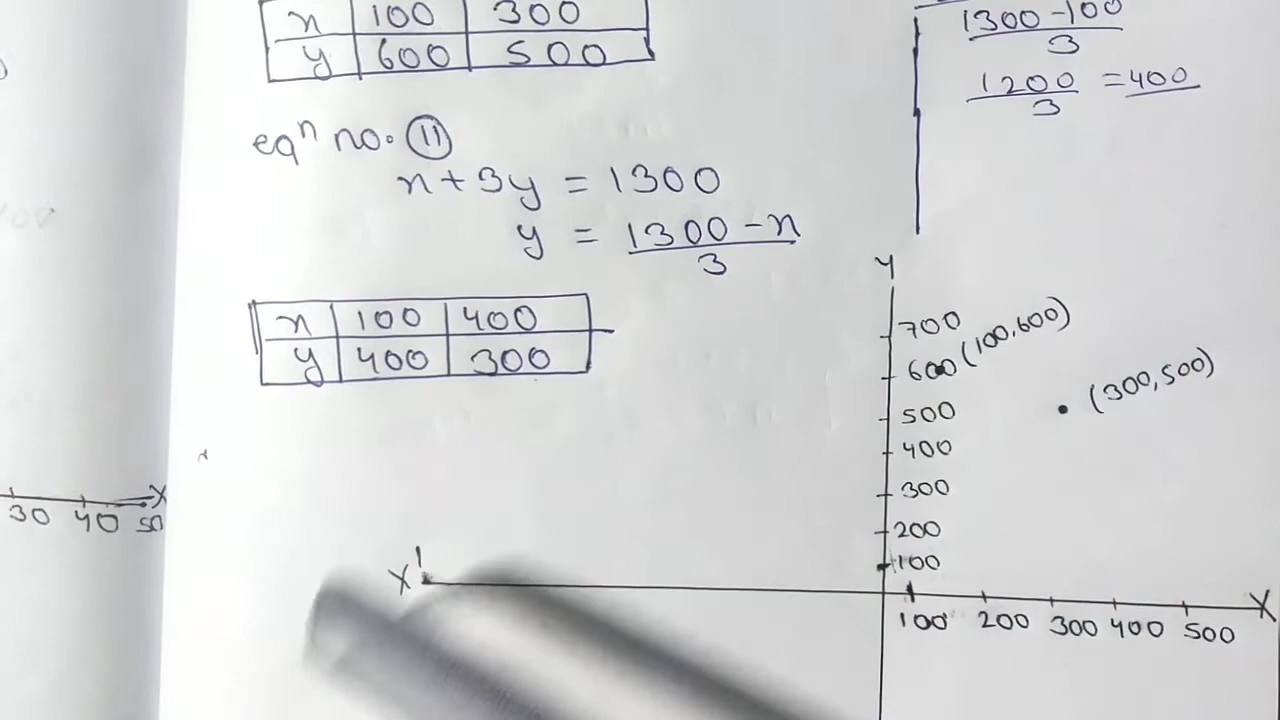 x 100 300
y 600 500
1300-100
3
1200 = 400
3
eqn no. (11)
x + 3y = 1300
y = 1300 - x
3
x 100 400
y 400 300
Y
700
600 (100,600)
500 (300,500)
400
300
200
100
X'
X
100 200 300 400 500
X
30 40 50